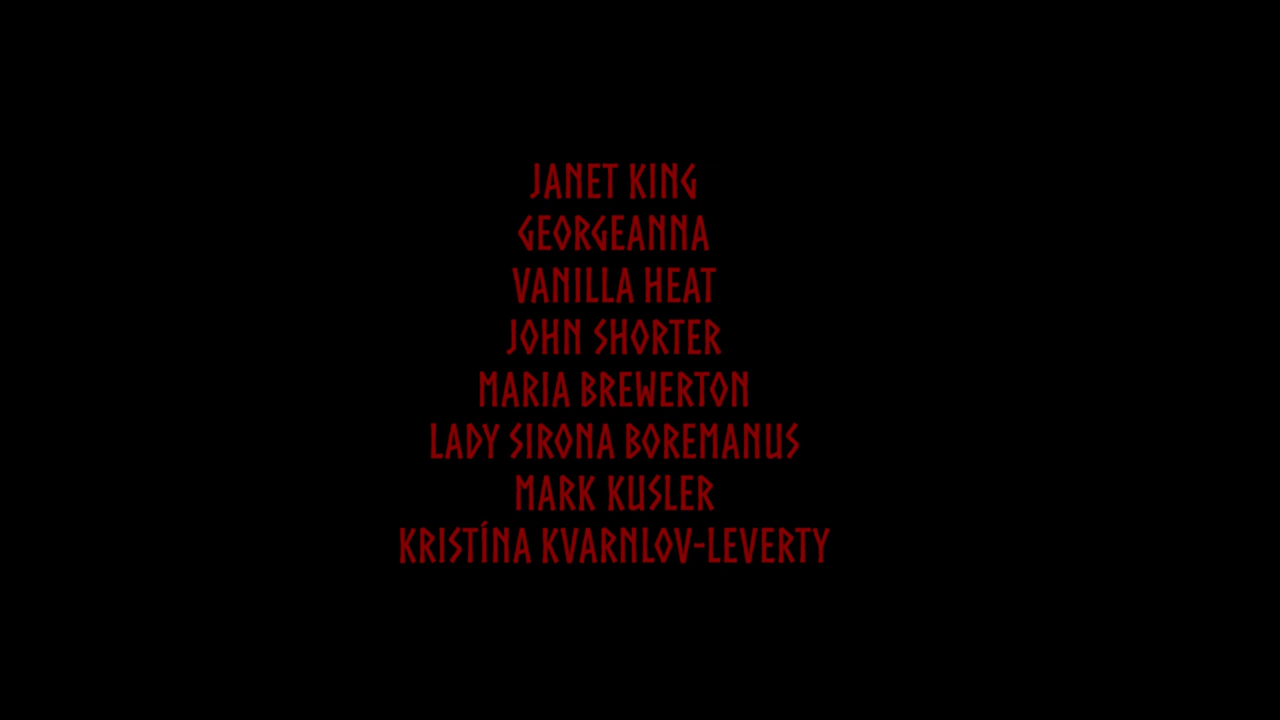 JANET KING
GEORGEANNA
VANILLA HEAT
JOHN SHORTER
MARIA BREWERTON
LADY SIRONA BOREMANUS
MARK KUSLER
KRISTÍNA KVARNLOV-LEVERTY